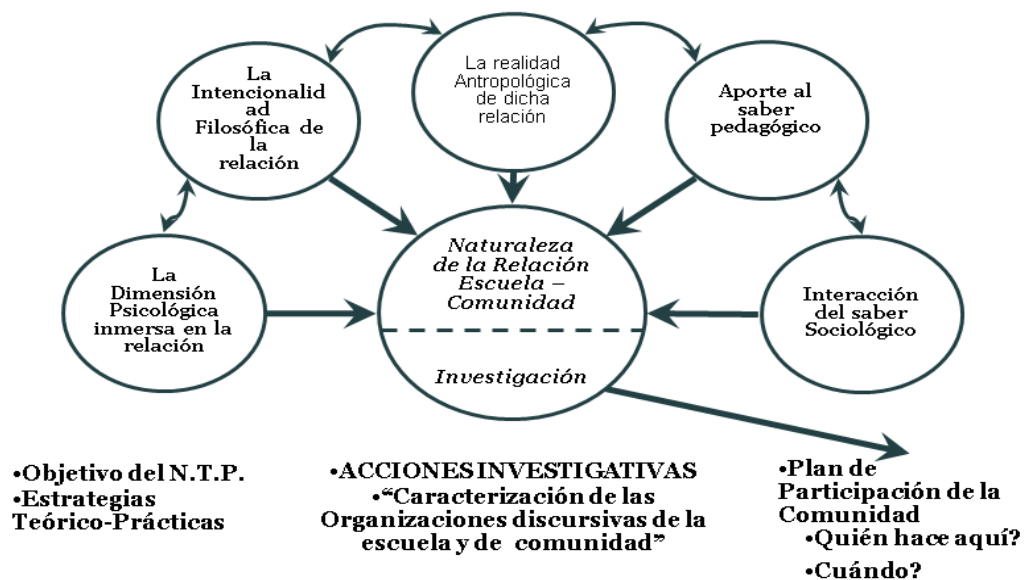 La
Intencionalid
ad
Filosófica de
la
relación
La realidad
Antropológica
de dicha
relación
Aporte al
saber
pedagógico
La
Dimensión
Psicológica
inmersa en la
relación
Naturaleza
de la Relación
Escuela –
Comunidad
Investigación
Interacción
del saber
Sociológico
•Objetivo del N.T.P.
•Estrategias
Teórico-Prácticas
•ACCIONES INVESTIGATIVAS
•“Caracterización de las
Organizaciones discursivas de la
escuela y de comunidad”
•Plan de
Participación de la
Comunidad
•Quién hace aquí?
•Cuándo?